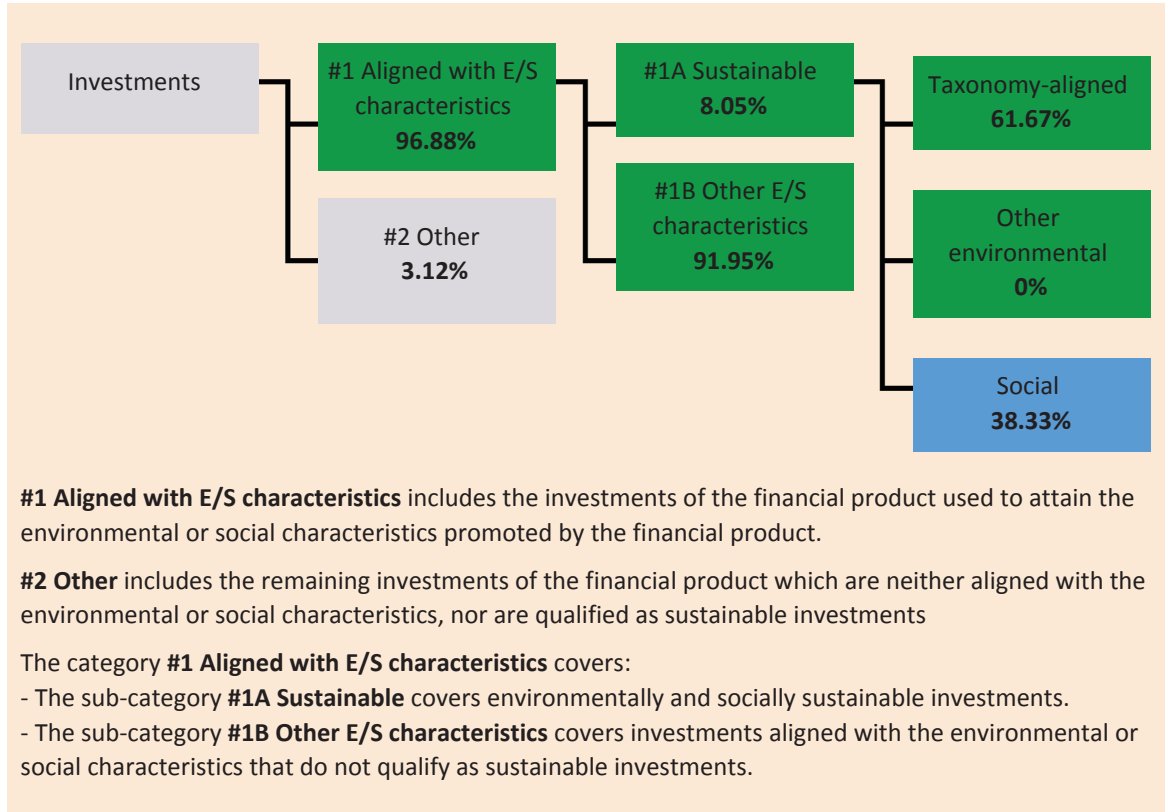 Investments
#1 Aligned with E/S
characteristics
96.88%
#2 Other
3.12%
#1A Sustainable
8.05%
#1B Other E/S
characteristics
91.95%
Taxonomy-aligned
61.67%
Other
environmental
0%
Social
38.33%
#1 Aligned with E/S characteristics includes the investments of the financial product used to attain the
environmental or social characteristics promoted by the financial product.
#2 Other includes the remaining investments of the financial product which are neither aligned with the
environmental or social characteristics, nor are qualified as sustainable investments
The category #1 Aligned with E/S characteristics covers:
- The sub-category #1A Sustainable covers environmentally and socially sustainable investments.
- The sub-category #1B Other E/S characteristics covers investments aligned with the environmental or
social characteristics that do not qualify as sustainable investments.